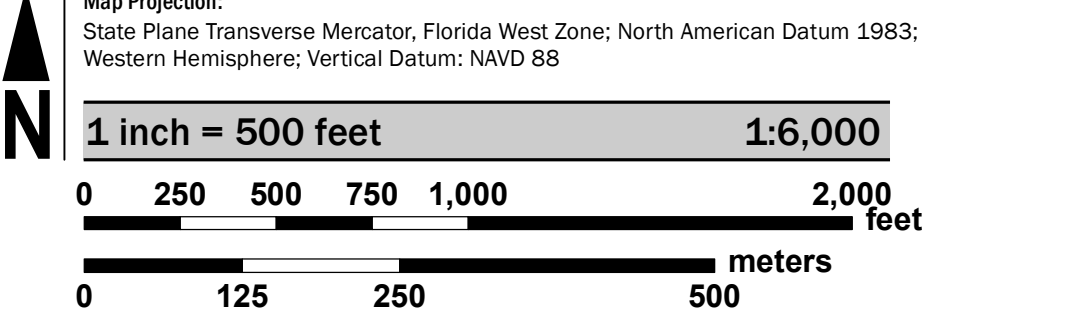 Map Projection:
State Plane Transverse Mercator, Florida West Zone; North American Datum 1983;
Western Hemisphere; Vertical Datum: NAVD 88
N
1 inch = 500 feet 1:6,000
0 250 500 750 1,000 2,000
feet
meters
0 125 250 500